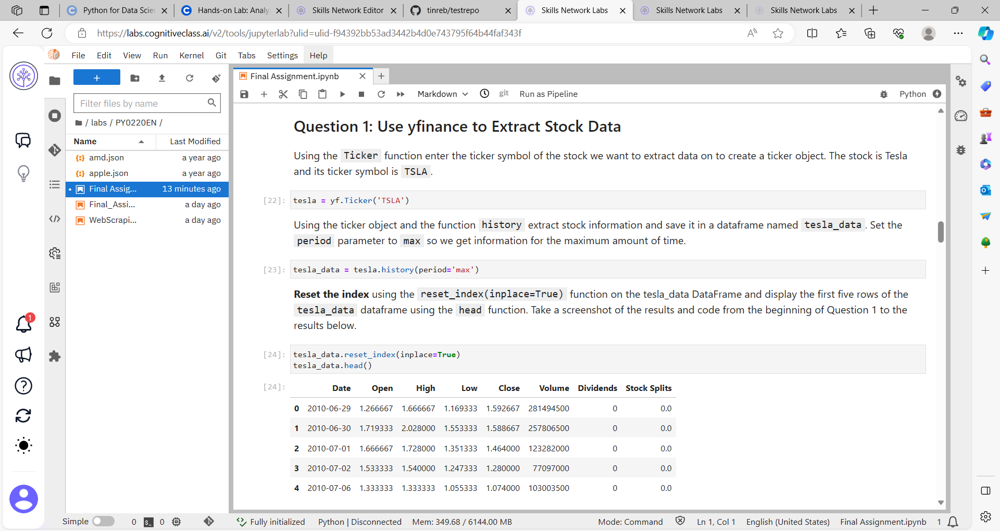 Python for Data Scien
Hands-on Lab: Analy
Skills Network Editor
tinreb/testrepo
Skills Network Labs
Skills Network Labs
Skills Network Labs
https://labs.cognitiveclass.ai/v2/tools/jupyterlab?ulid=ulid-f94392bb53ad3442b4d0e743795f64b44faf343f
File Edit View Run Kernel Git Tabs Settings Help
Filter files by name
/ labs / PY0220EN /
Name Last Modified
amd.json a year ago
apple.json a year ago
Final Assig... 13 minutes ago
Final_Assi... a day ago
WebScrapi... a day ago
1
Final Assignment.ipynb
Markdown git Run as Pipeline Python
Question 1: Use yfinance to Extract Stock Data
Using the Ticker function enter the ticker symbol of the stock we want to extract data on to create a ticker object. The stock is Tesla
and its ticker symbol is TSLA.
[22]: tesla = yf.Ticker('TSLA')
Using the ticker object and the function history extract stock information and save it in a dataframe named tesla_data. Set the
period parameter to max so we get information for the maximum amount of time.
[23]: tesla_data = tesla.history(period='max')
Reset the index using the reset_index(inplace=True) function on the tesla_data DataFrame and display the first five rows of the
tesla_data dataframe using the head function. Take a screenshot of the results and code from the beginning of Question 1 to the
results below.
[24]: tesla_data.reset_index(inplace=True)
tesla_data.head()
[24]: Date Open High Low Close Volume Dividends Stock Splits
0 2010-06-29 1.266667 1.666667 1.169333 1.592667 281494500 0 0.0
1 2010-06-30 1.719333 2.028000 1.553333 1.588667 257806500 0 0.0
2 2010-07-01 1.666667 1.728000 1.351333 1.464000 123282000 0 0.0
3 2010-07-02 1.533333 1.540000 1.247333 1.280000 77097000 0 0.0
4 2010-07-06 1.333333 1.333333 1.055333 1.074000 103003500 0 0.0
Simple 0 0 Fully initialized Python | Disconnected Mem: 349.68 / 6144.00 MB Mode: Command Ln 1, Col 1 English (United States) Final Assignment.ipynb 1